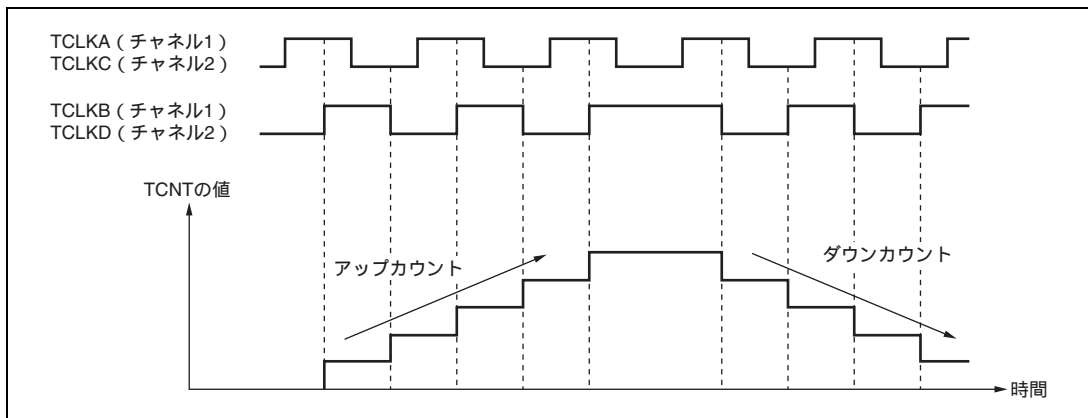 TCLKA(チャネル1)
TCLKC(チャネル2)
TCLKB(チャネル1)
TCLKD(チャネル2)
TCNTの値
アップカウント
ダウンカウント
時間